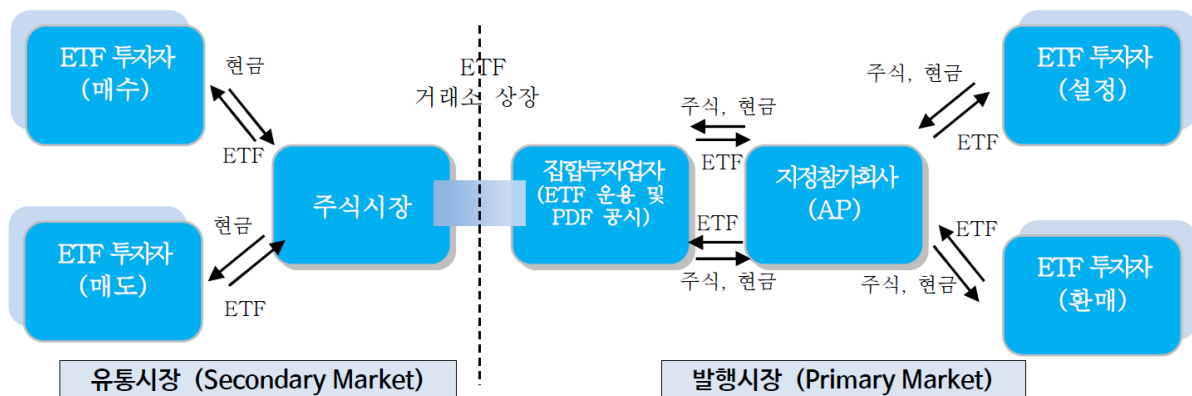 ETF 투자자
(매수)
현금
ETF
ETF 투자자
(매도)
현금
ETF
주식시장
ETF
거래소 상장
집합투자업자
(ETF 운용 및
PDF 공시)
주식, 현금
ETF
ETF
주식, 현금
지정참가회사
(AP)
주식, 현금
ETF
ETF 투자자
(설정)
ETF
주식, 현금
ETF 투자자
(환매)
유통시장 (Secondary Market)
발행시장 (Primary Market)